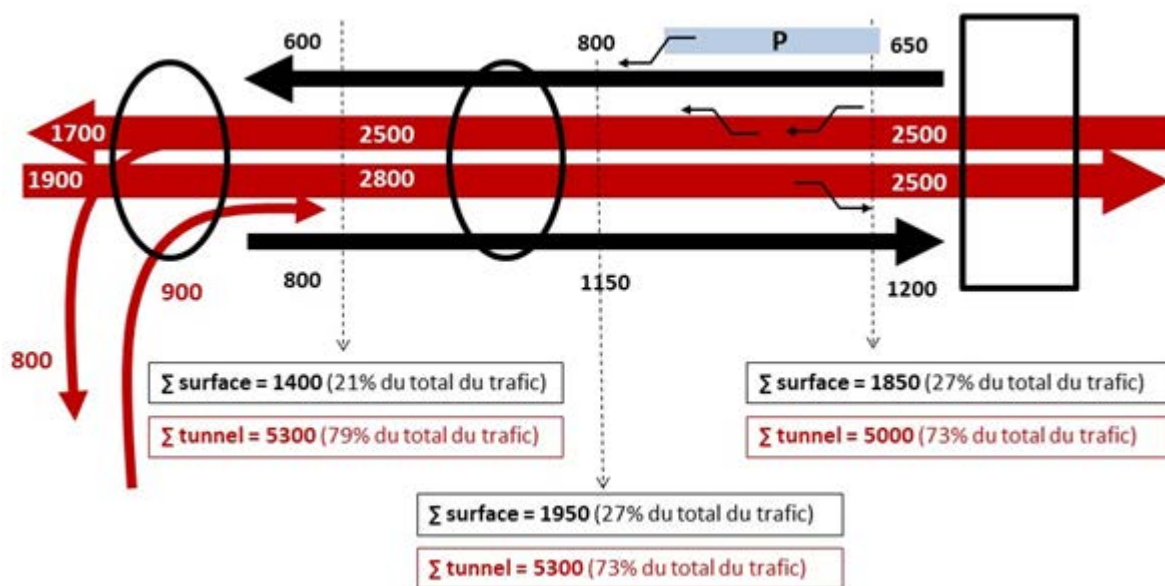 P
600
800
650
1700
2500
2500
1900
2800
2500
900
800
1150
1200
800
∑ surface = 1400 (21% du total du trafic)
∑ surface = 1850 (27% du total du trafic)
∑ tunnel = 5300 (79% du total du trafic)
∑ tunnel = 5000 (73% du total du trafic)
∑ surface = 1950 (27% du total du trafic)
∑ tunnel = 5300 (73% du total du trafic)